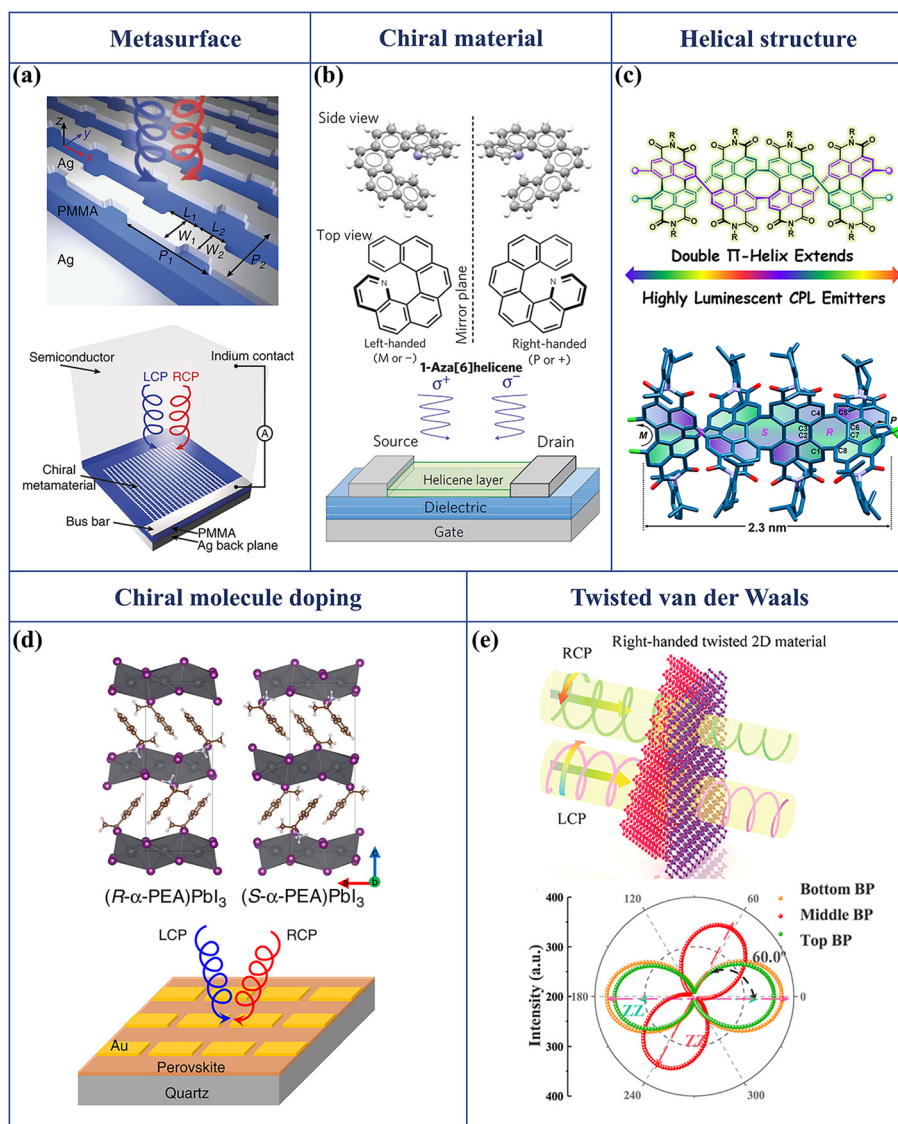 Metasurface
Chiral material
Helical structure
(a)
z
y
x
Ag
PMMA
Ag
L1
L2
W1
W2
P1
P2
Semiconductor
Indium contact
LCP
RCP
A
Chiral
metamaterial
Bus bar
PMMA
Ag back plane
(b)
Side view
Top view
Mirror plane
N
N
Left-handed
(M or −)
Right-handed
(P or +)
1-Aza[6]helicene
σ+
σ−
Source
Drain
Helicene layer
Dielectric
Gate
(c)
R
R
R
R
O
N
O
O
N
O
O
N
O
O
N
O
O
N
O
O
N
O
O
N
O
O
N
O
R
R
R
R
Double Π-Helix Extends
Highly Luminescent CPL Emitters
M
S
R
P
C4
C5
C3
C2
C6
C7
C1
C8
2.3 nm
Chiral molecule doping
Twisted van der Waals
(d)
(R-α-PEA)PbI3
(S-α-PEA)PbI3
c
b
LCP
RCP
Au
Perovskite
Quartz
(e)
Right-handed twisted 2D material
RCP
LCP
Intensity (a.u.)
400
300
200
300
400
120
60
180
0
240
300
60.0°
ZZ
ZZ
Bottom BP
Middle BP
Top BP